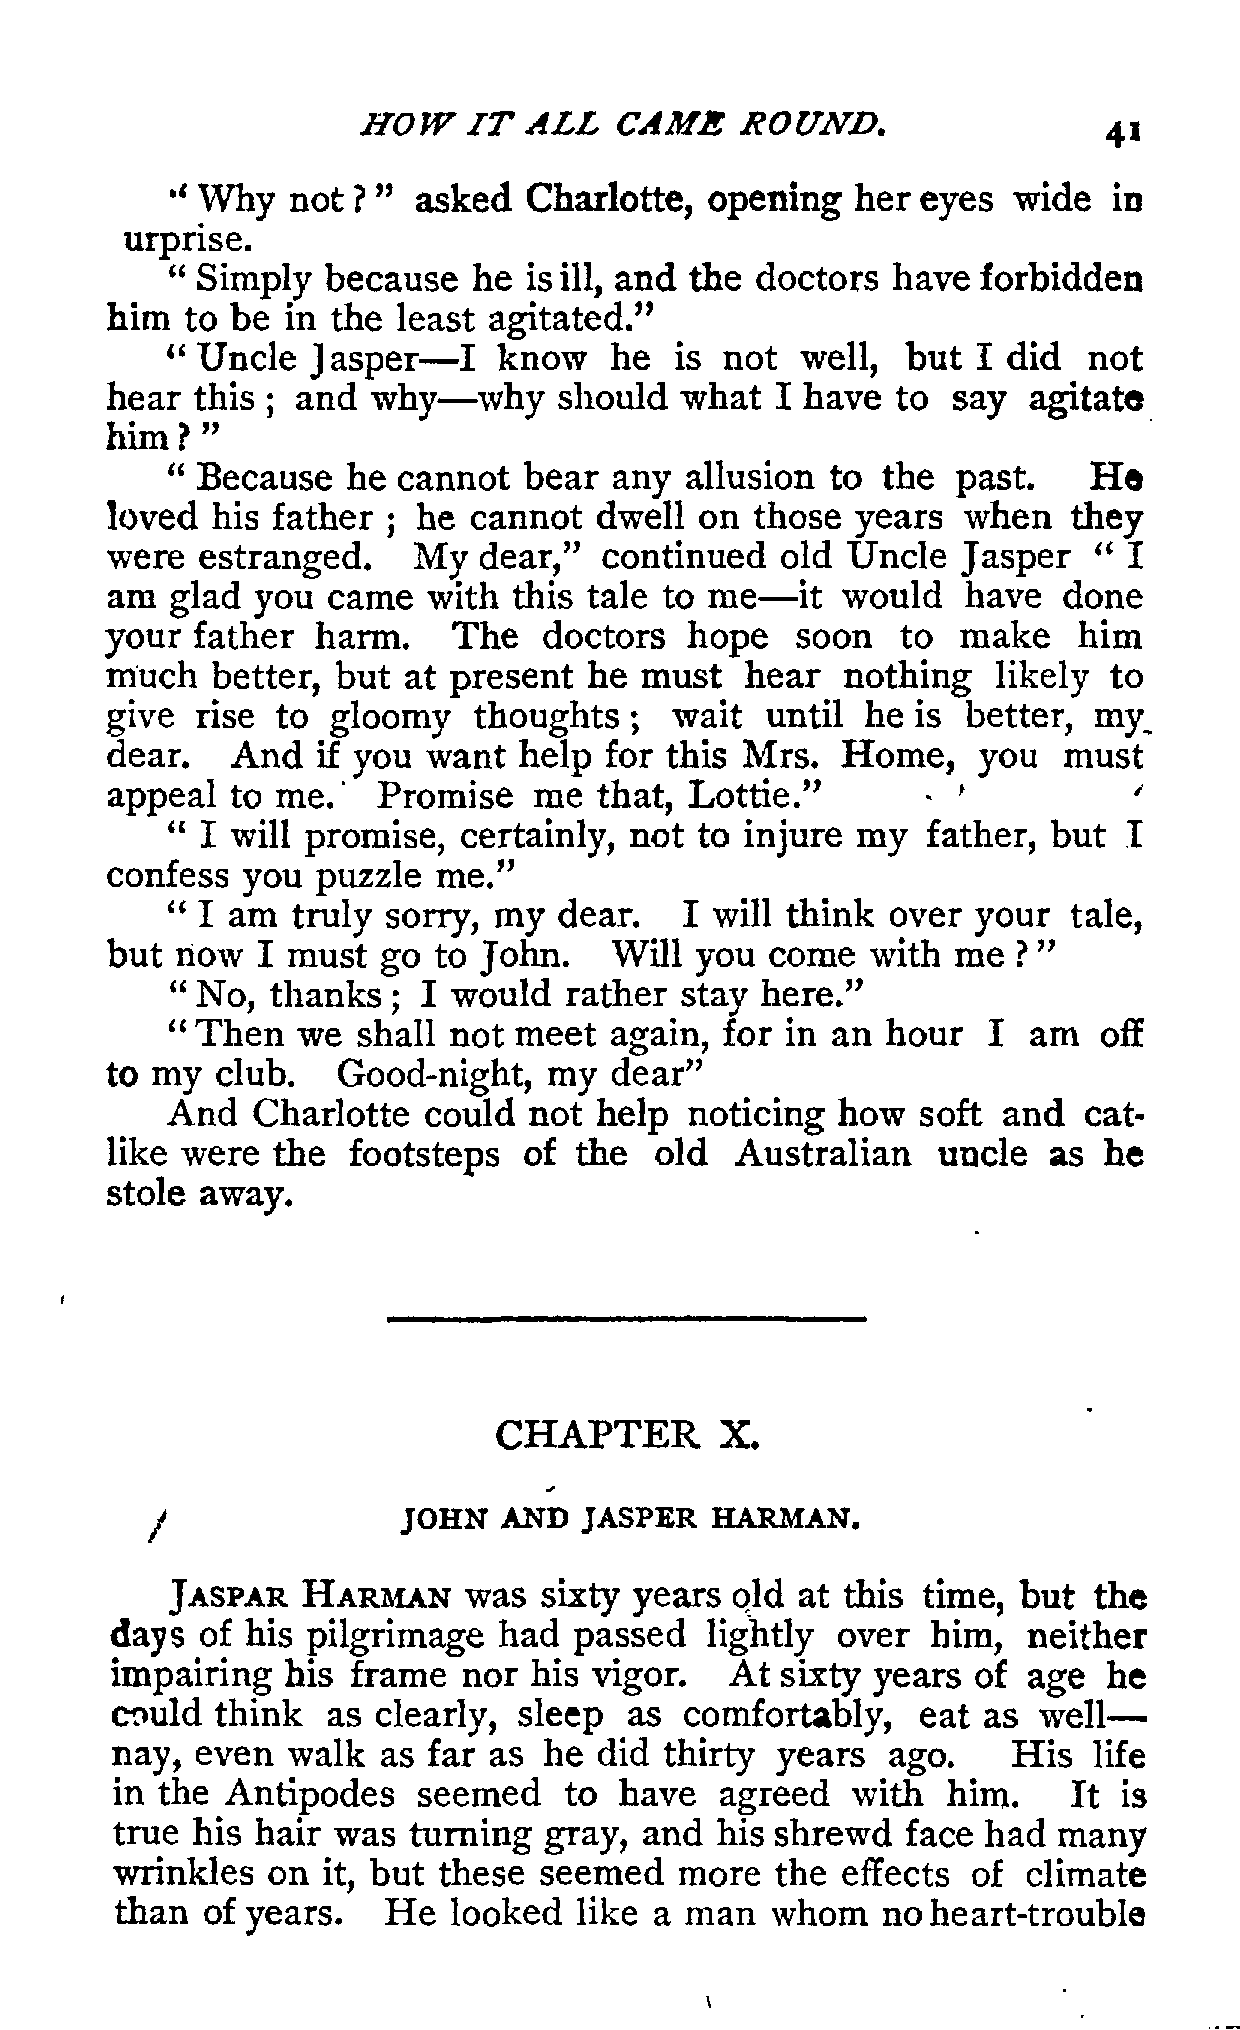 HOW IT ALL CAME ROUND. 41
"Why not?" asked Charlotte, opening her eyes wide in
urprise.
"Simply because he is ill, and the doctors have forbidden
him to be in the least agitated."
"Uncle Jasper—I know he is not well, but I did not
hear this; and why—why should what I have to say agitate
him?"
"Because he cannot bear any allusion to the past. He
loved his father; he cannot dwell on those years when they
were estranged. My dear," continued old Uncle Jasper "I
am glad you came with this tale to me—it would have done
your father harm. The doctors hope soon to make him
much better, but at present he must hear nothing likely to
give rise to gloomy thoughts; wait until he is better, my
dear. And if you want help for this Mrs. Home, you must
appeal to me. Promise me that, Lottie."
"I will promise, certainly, not to injure my father, but I
confess you puzzle me."
"I am truly sorry, my dear. I will think over your tale,
but now I must go to John. Will you come with me?"
"No, thanks; I would rather stay here."
"Then we shall not meet again, for in an hour I am off
to my club. Good-night, my dear"
And Charlotte could not help noticing how soft and cat-
like were the footsteps of the old Australian uncle as he
stole away.
CHAPTER X.
JOHN AND JASPER HARMAN.
JASPAR HARMAN was sixty years old at this time, but the
days of his pilgrimage had passed lightly over him, neither
impairing his frame nor his vigor. At sixty years of age he
could think as clearly, sleep as comfortably, eat as well—
nay, even walk as far as he did thirty years ago. His life
in the Antipodes seemed to have agreed with him. It is
true his hair was turning gray, and his shrewd face had many
wrinkles on it, but these seemed more the effects of climate
than of years. He looked like a man whom no heart-trouble